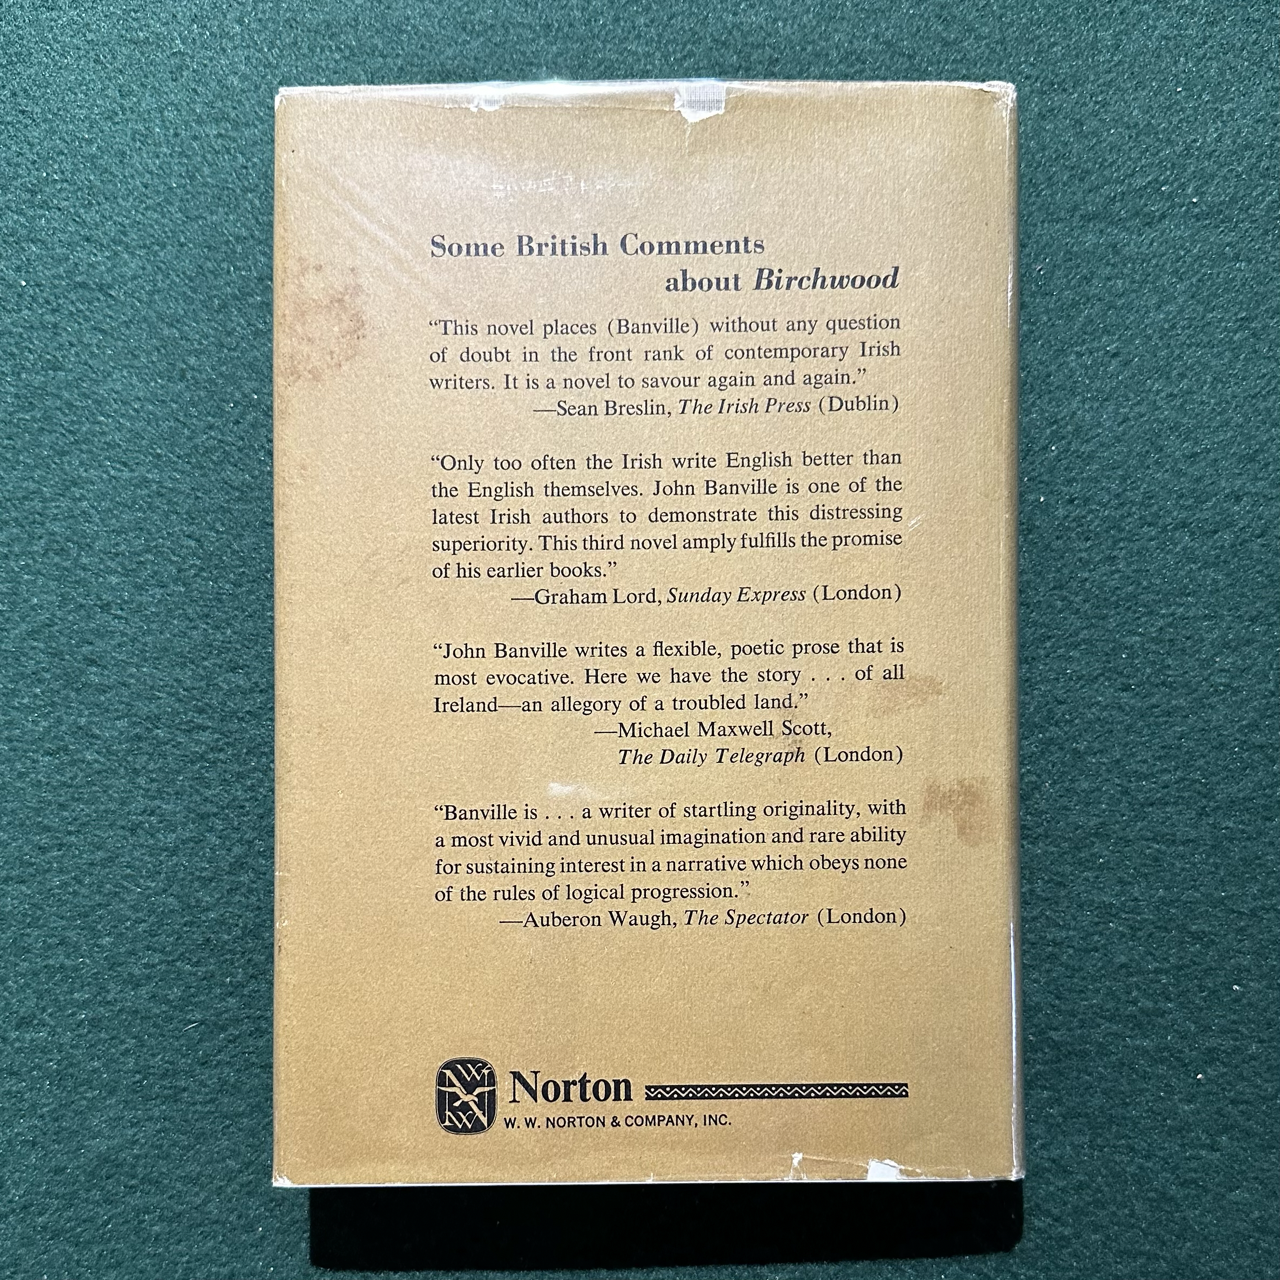 Some British Comments
about Birchwood
“This novel places (Banville) without any question
of doubt in the front rank of contemporary Irish
writers. It is a novel to savour again and again.”
—Sean Breslin, The Irish Press (Dublin)
“Only too often the Irish write English better than
the English themselves. John Banville is one of the
latest Irish authors to demonstrate this distressing
superiority. This third novel amply fulfills the promise
of his earlier books.”
—Graham Lord, Sunday Express (London)
“John Banville writes a flexible, poetic prose that is
most evocative. Here we have the story . . . of all
Ireland—an allegory of a troubled land.”
—Michael Maxwell Scott,
The Daily Telegraph (London)
“Banville is . . . a writer of startling originality, with
a most vivid and unusual imagination and rare ability
for sustaining interest in a narrative which obeys none
of the rules of logical progression.”
—Auberon Waugh, The Spectator (London)
Norton
W. W. NORTON & COMPANY, INC.